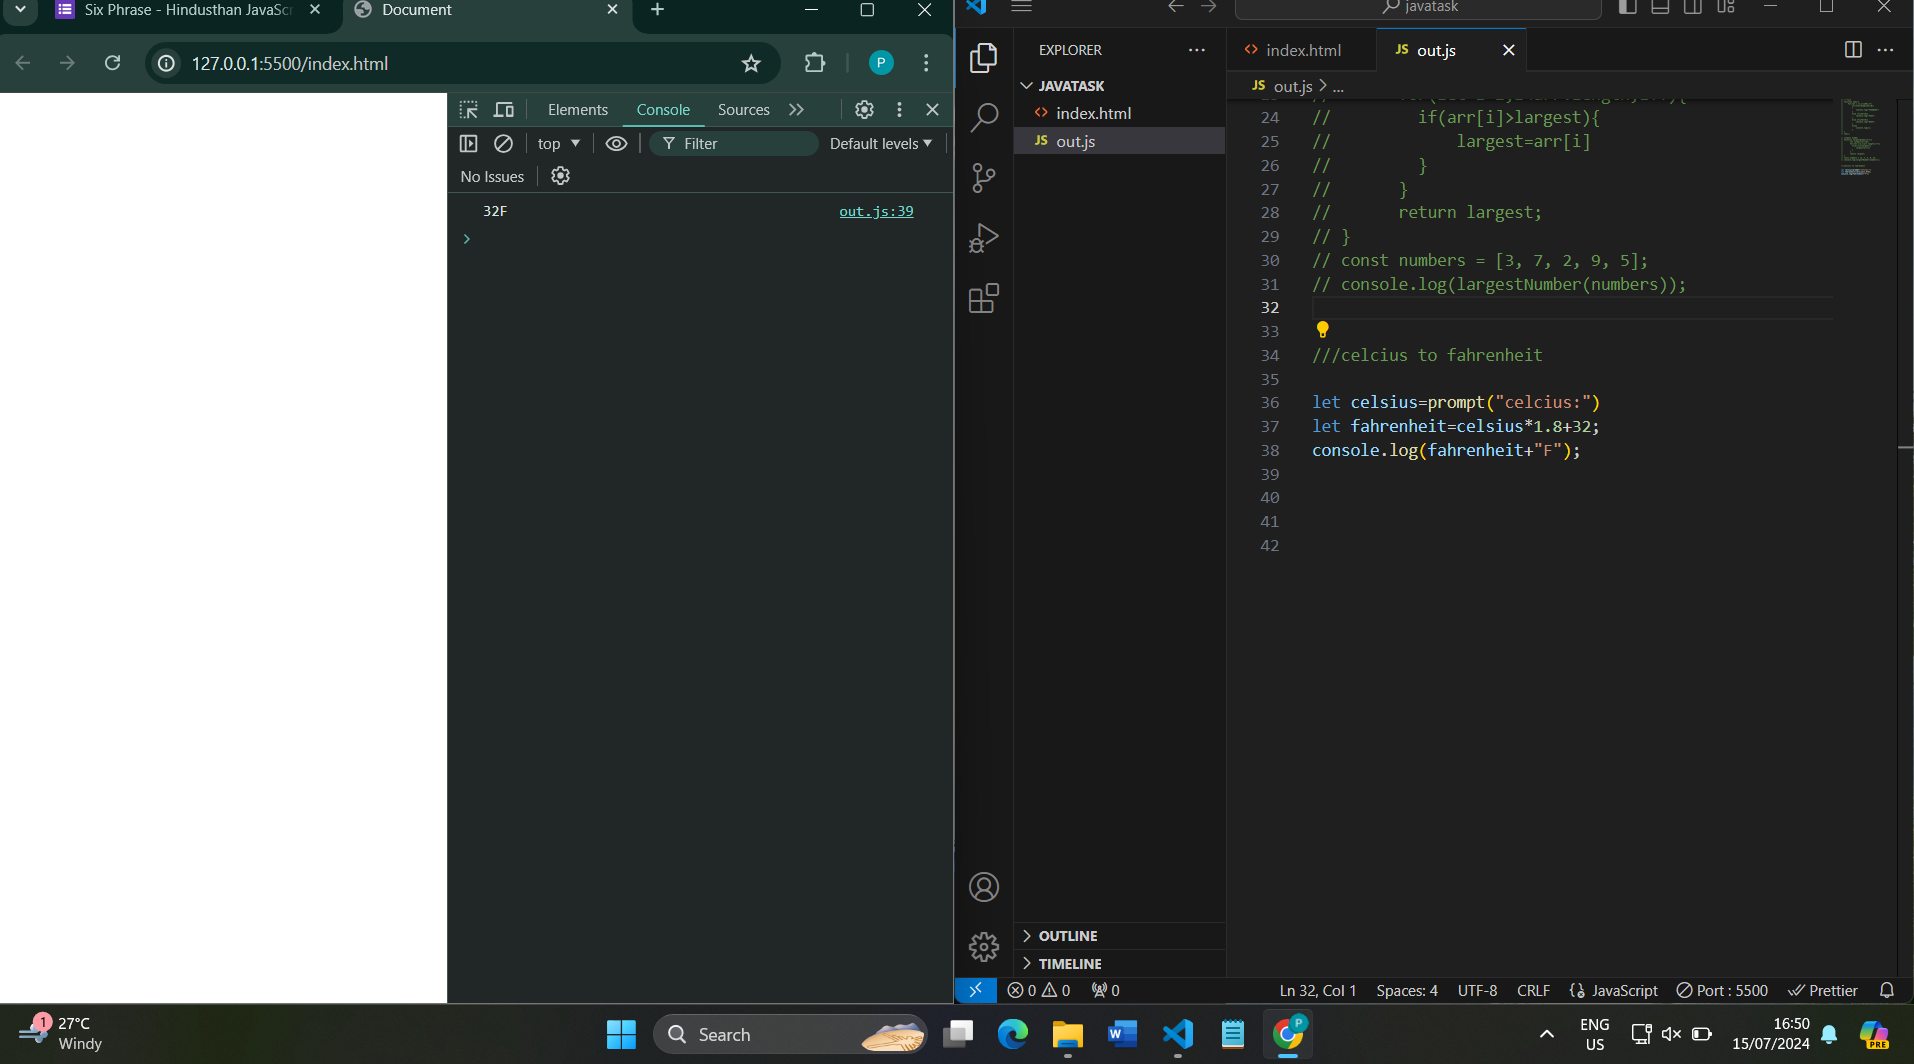 Six Phrase - Hindusthan JavaScr
Document
127.0.0.1:5500/index.html
Elements
Console
Sources
top
Filter
Default levels
No Issues
32F
out.js:39
javatask
EXPLORER
JAVATASK
index.html
JS out.js
OUTLINE
TIMELINE
index.html
JS out.js
JS out.js > ...
24 // if(arr[i]>largest){
25 // largest=arr[i]
26 // }
27 // }
28 // return largest;
29 // }
30 // const numbers = [3, 7, 2, 9, 5];
31 // console.log(largestNumber(numbers));
32
33
34 ///celcius to fahrenheit
35
36 let celsius=prompt("celcius:")
37 let fahrenheit=celsius*1.8+32;
38 console.log(fahrenheit+"F");
39
40
41
42
0 0 0
Ln 32, Col 1
Spaces: 4
UTF-8
CRLF
JavaScript
Port : 5500
Prettier
1
27°C
Windy
Search
P
ENG
US
16:50
15/07/2024
PRE